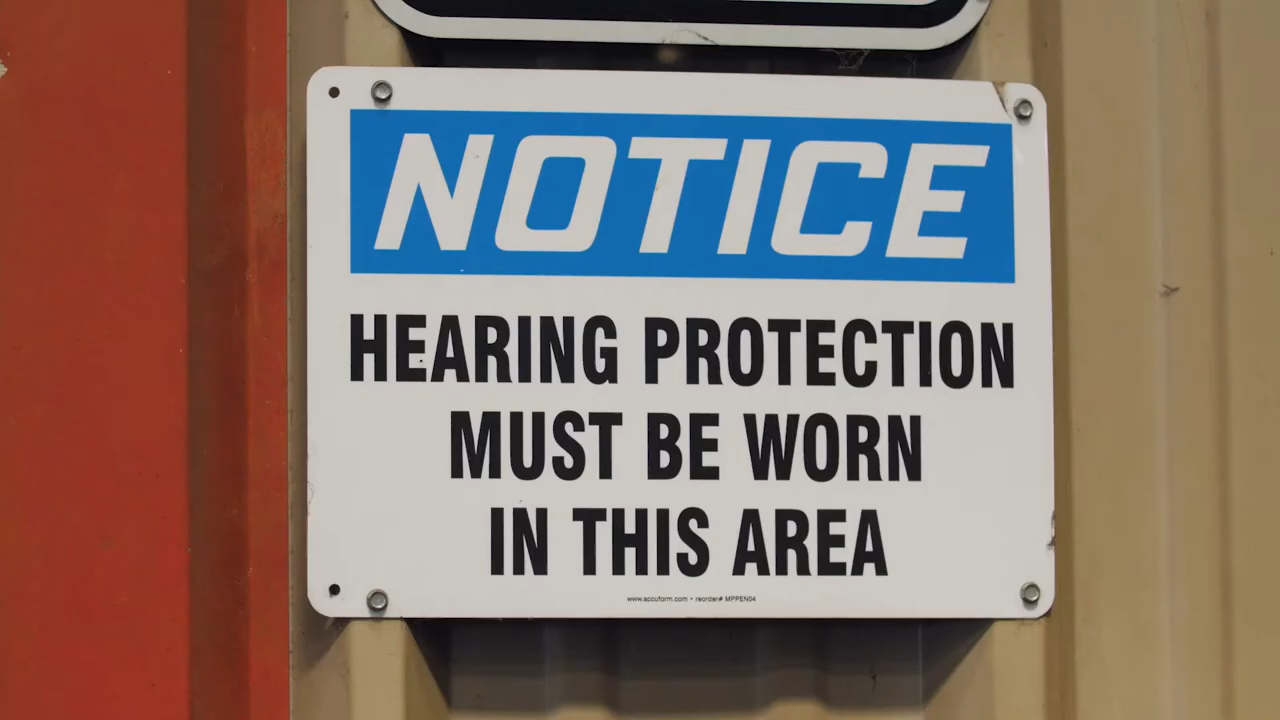 NOTICE
HEARING PROTECTION
MUST BE WORN
IN THIS AREA
www.accuform.com • reorder# MPPEN04